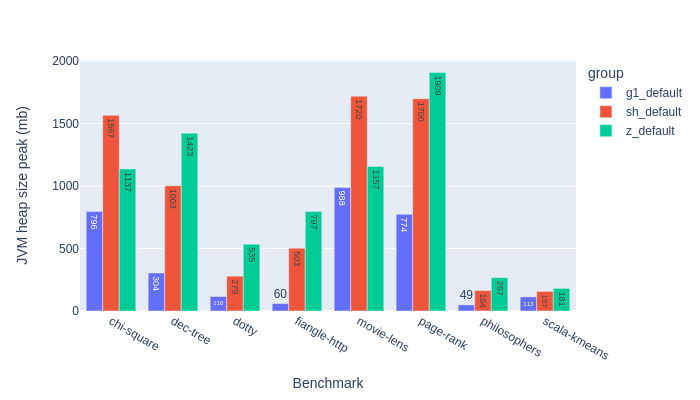 2000
1500
1000
500
0
JVM heap size peak (mb)
796
1567
1137
304
1003
1423
116
279
535
60
503
797
988
1720
1157
774
1700
1909
49
164
267
113
157
181
chi-square
dec-tree
dotty
fiangle-http
movie-lens
page-rank
philosophers
scala-kmeans
Benchmark
group
g1_default
sh_default
z_default